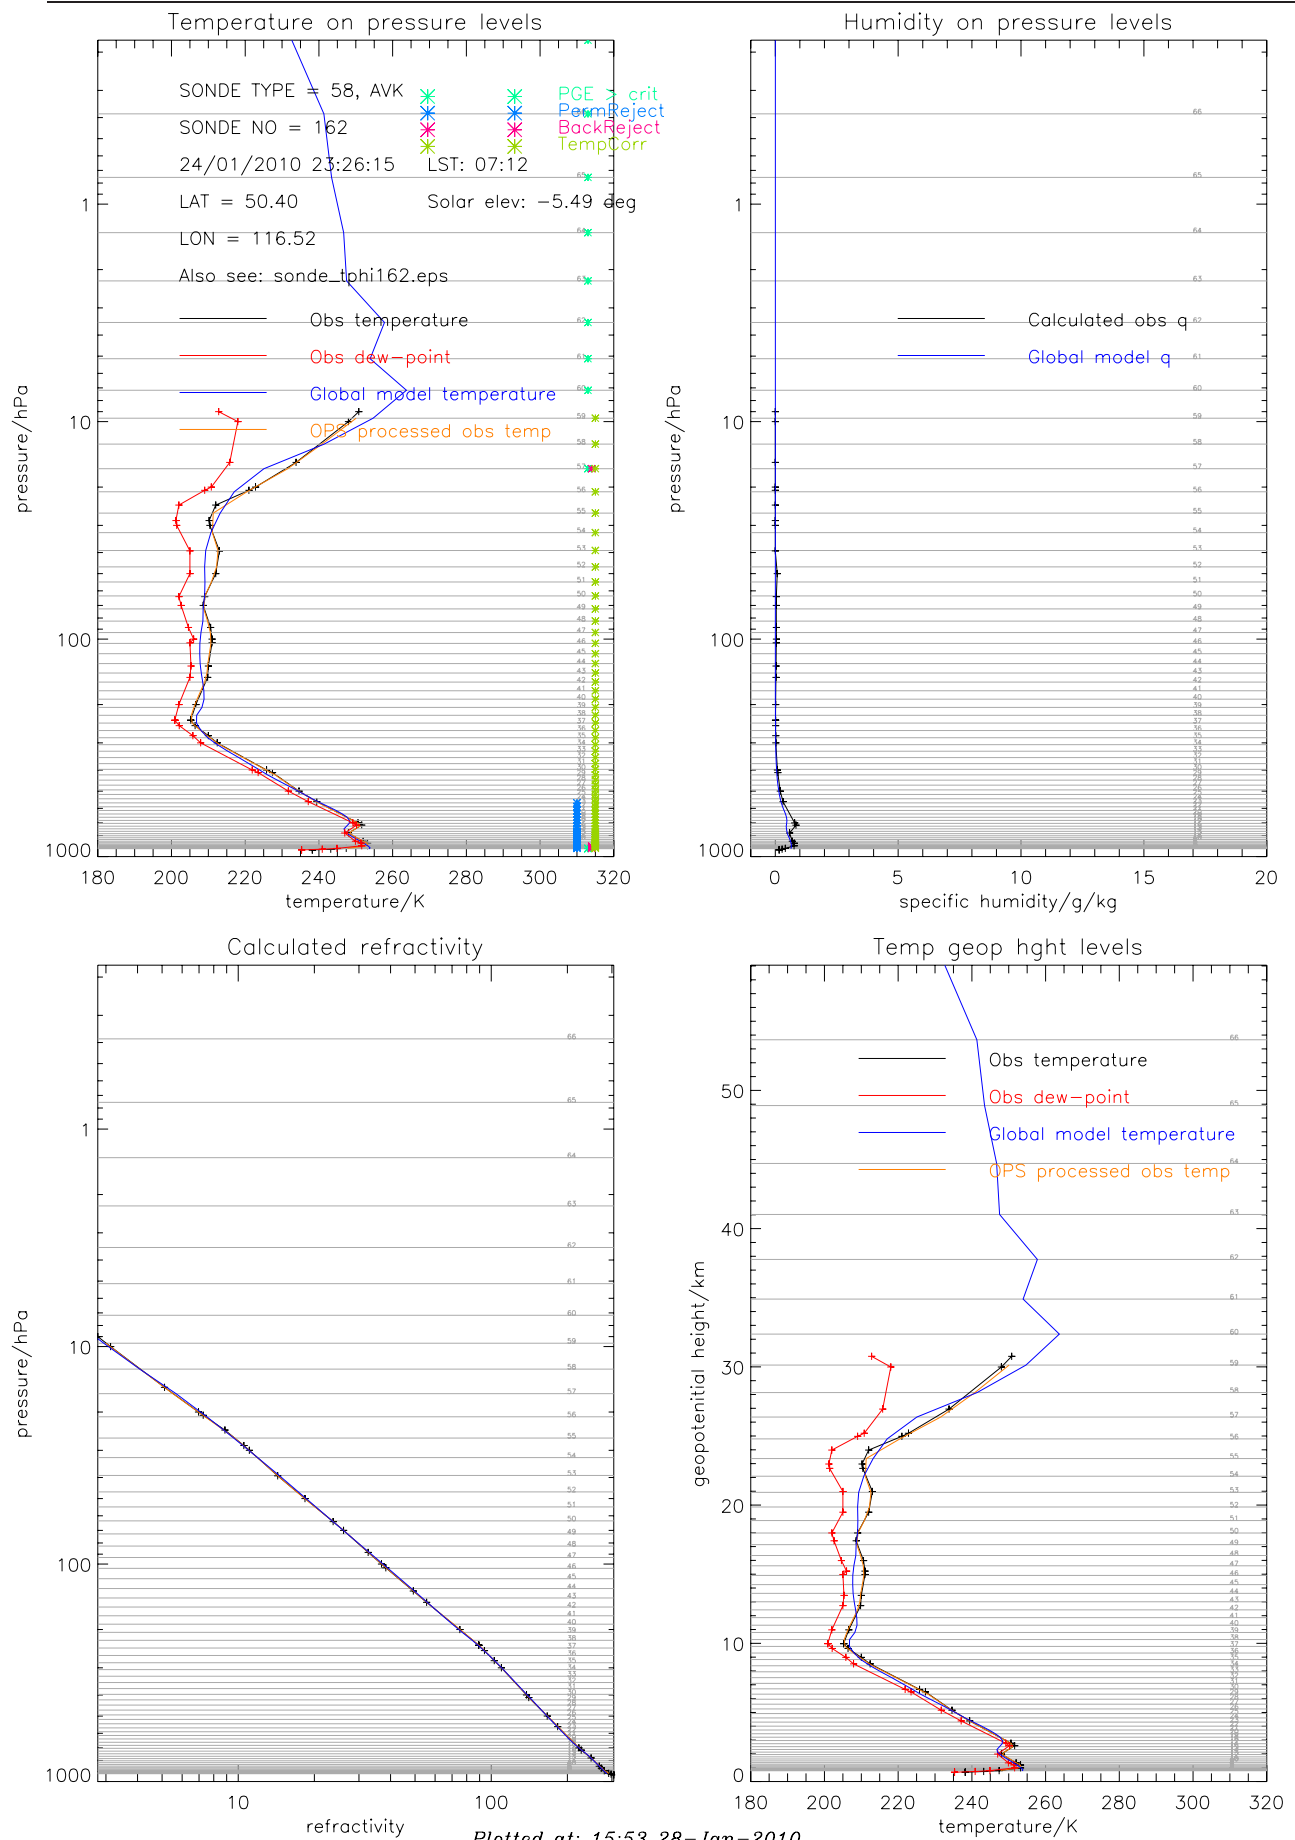 Temperature on pressure levels
SONDE TYPE = 58, AVK
PGE > crit
PermReject
SONDE NO = 162
BackReject
TempCorr
24/01/2010 23:26:15 LST: 07:12
LAT = 50.40 Solar elev: -5.49 deg
LON = 116.52
Also see: sonde_tphi162.eps
Obs temperature
Obs dew-point
Global model temperature
OPS processed obs temp
pressure/hPa
1
10
100
1000
180 200 220 240 260 280 300 320
temperature/K
Humidity on pressure levels
Calculated obs q
Global model q
pressure/hPa
1
10
100
1000
0 5 10 15 20
specific humidity/g/kg
Calculated refractivity
pressure/hPa
1
10
100
1000
10 100
refractivity
Temp geop hght levels
Obs temperature
Obs dew-point
Global model temperature
OPS processed obs temp
geopotenitial height/km
50
40
30
20
10
0
180 200 220 240 260 280 300 320
temperature/K
Plotted at: 15:53 28-Jan-2010